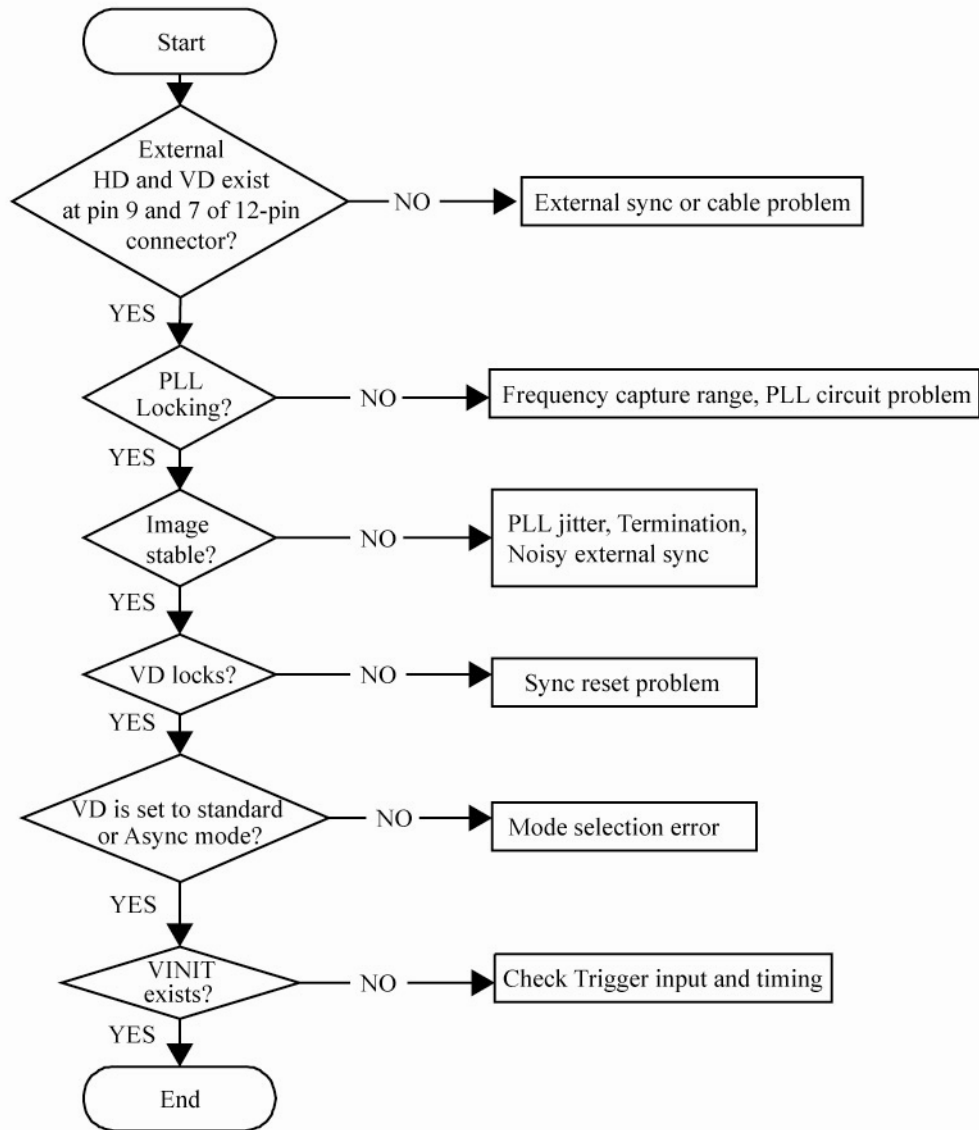 Start
External
HD and VD exist
at pin 9 and 7 of 12-pin
connector?
NO
External sync or cable problem
YES
PLL
Locking?
NO
Frequency capture range, PLL circuit problem
YES
Image
stable?
NO
PLL jitter, Termination,
Noisy external sync
YES
VD locks?
NO
Sync reset problem
YES
VD is set to standard
or Async mode?
NO
Mode selection error
YES
VINIT
exists?
NO
Check Trigger input and timing
YES
End